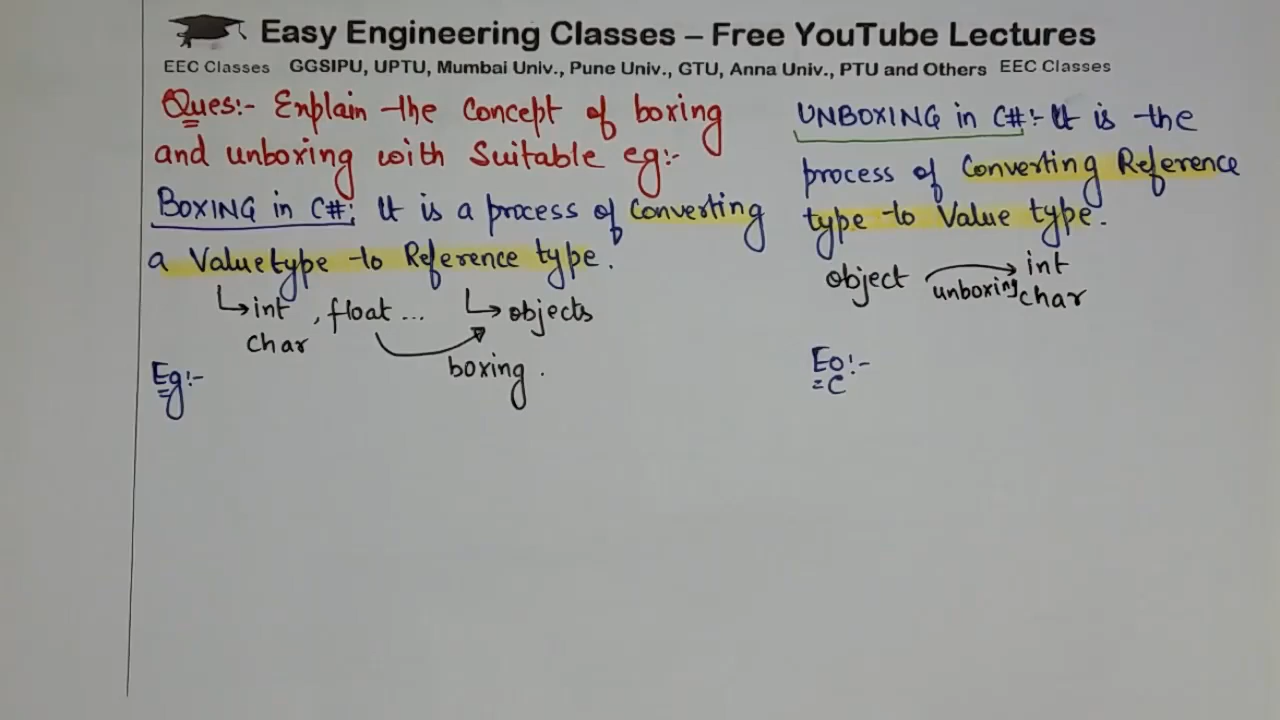 Easy Engineering Classes – Free YouTube Lectures
EEC Classes GGSIPU, UPTU, Mumbai Univ., Pune Univ., GTU, Anna Univ., PTU and Others EEC Classes
Ques:- Explain the Concept of boxing
and unboxing with Suitable eg:-
BOXING in C#: It is a process of Converting
a Valuetype to Reference type.
int, float ... objects
char
boxing.
Eg:-
UNBOXING in C#:- It is the
process of Converting Reference
type to Value type.
object unboxing int
char
Eg:-